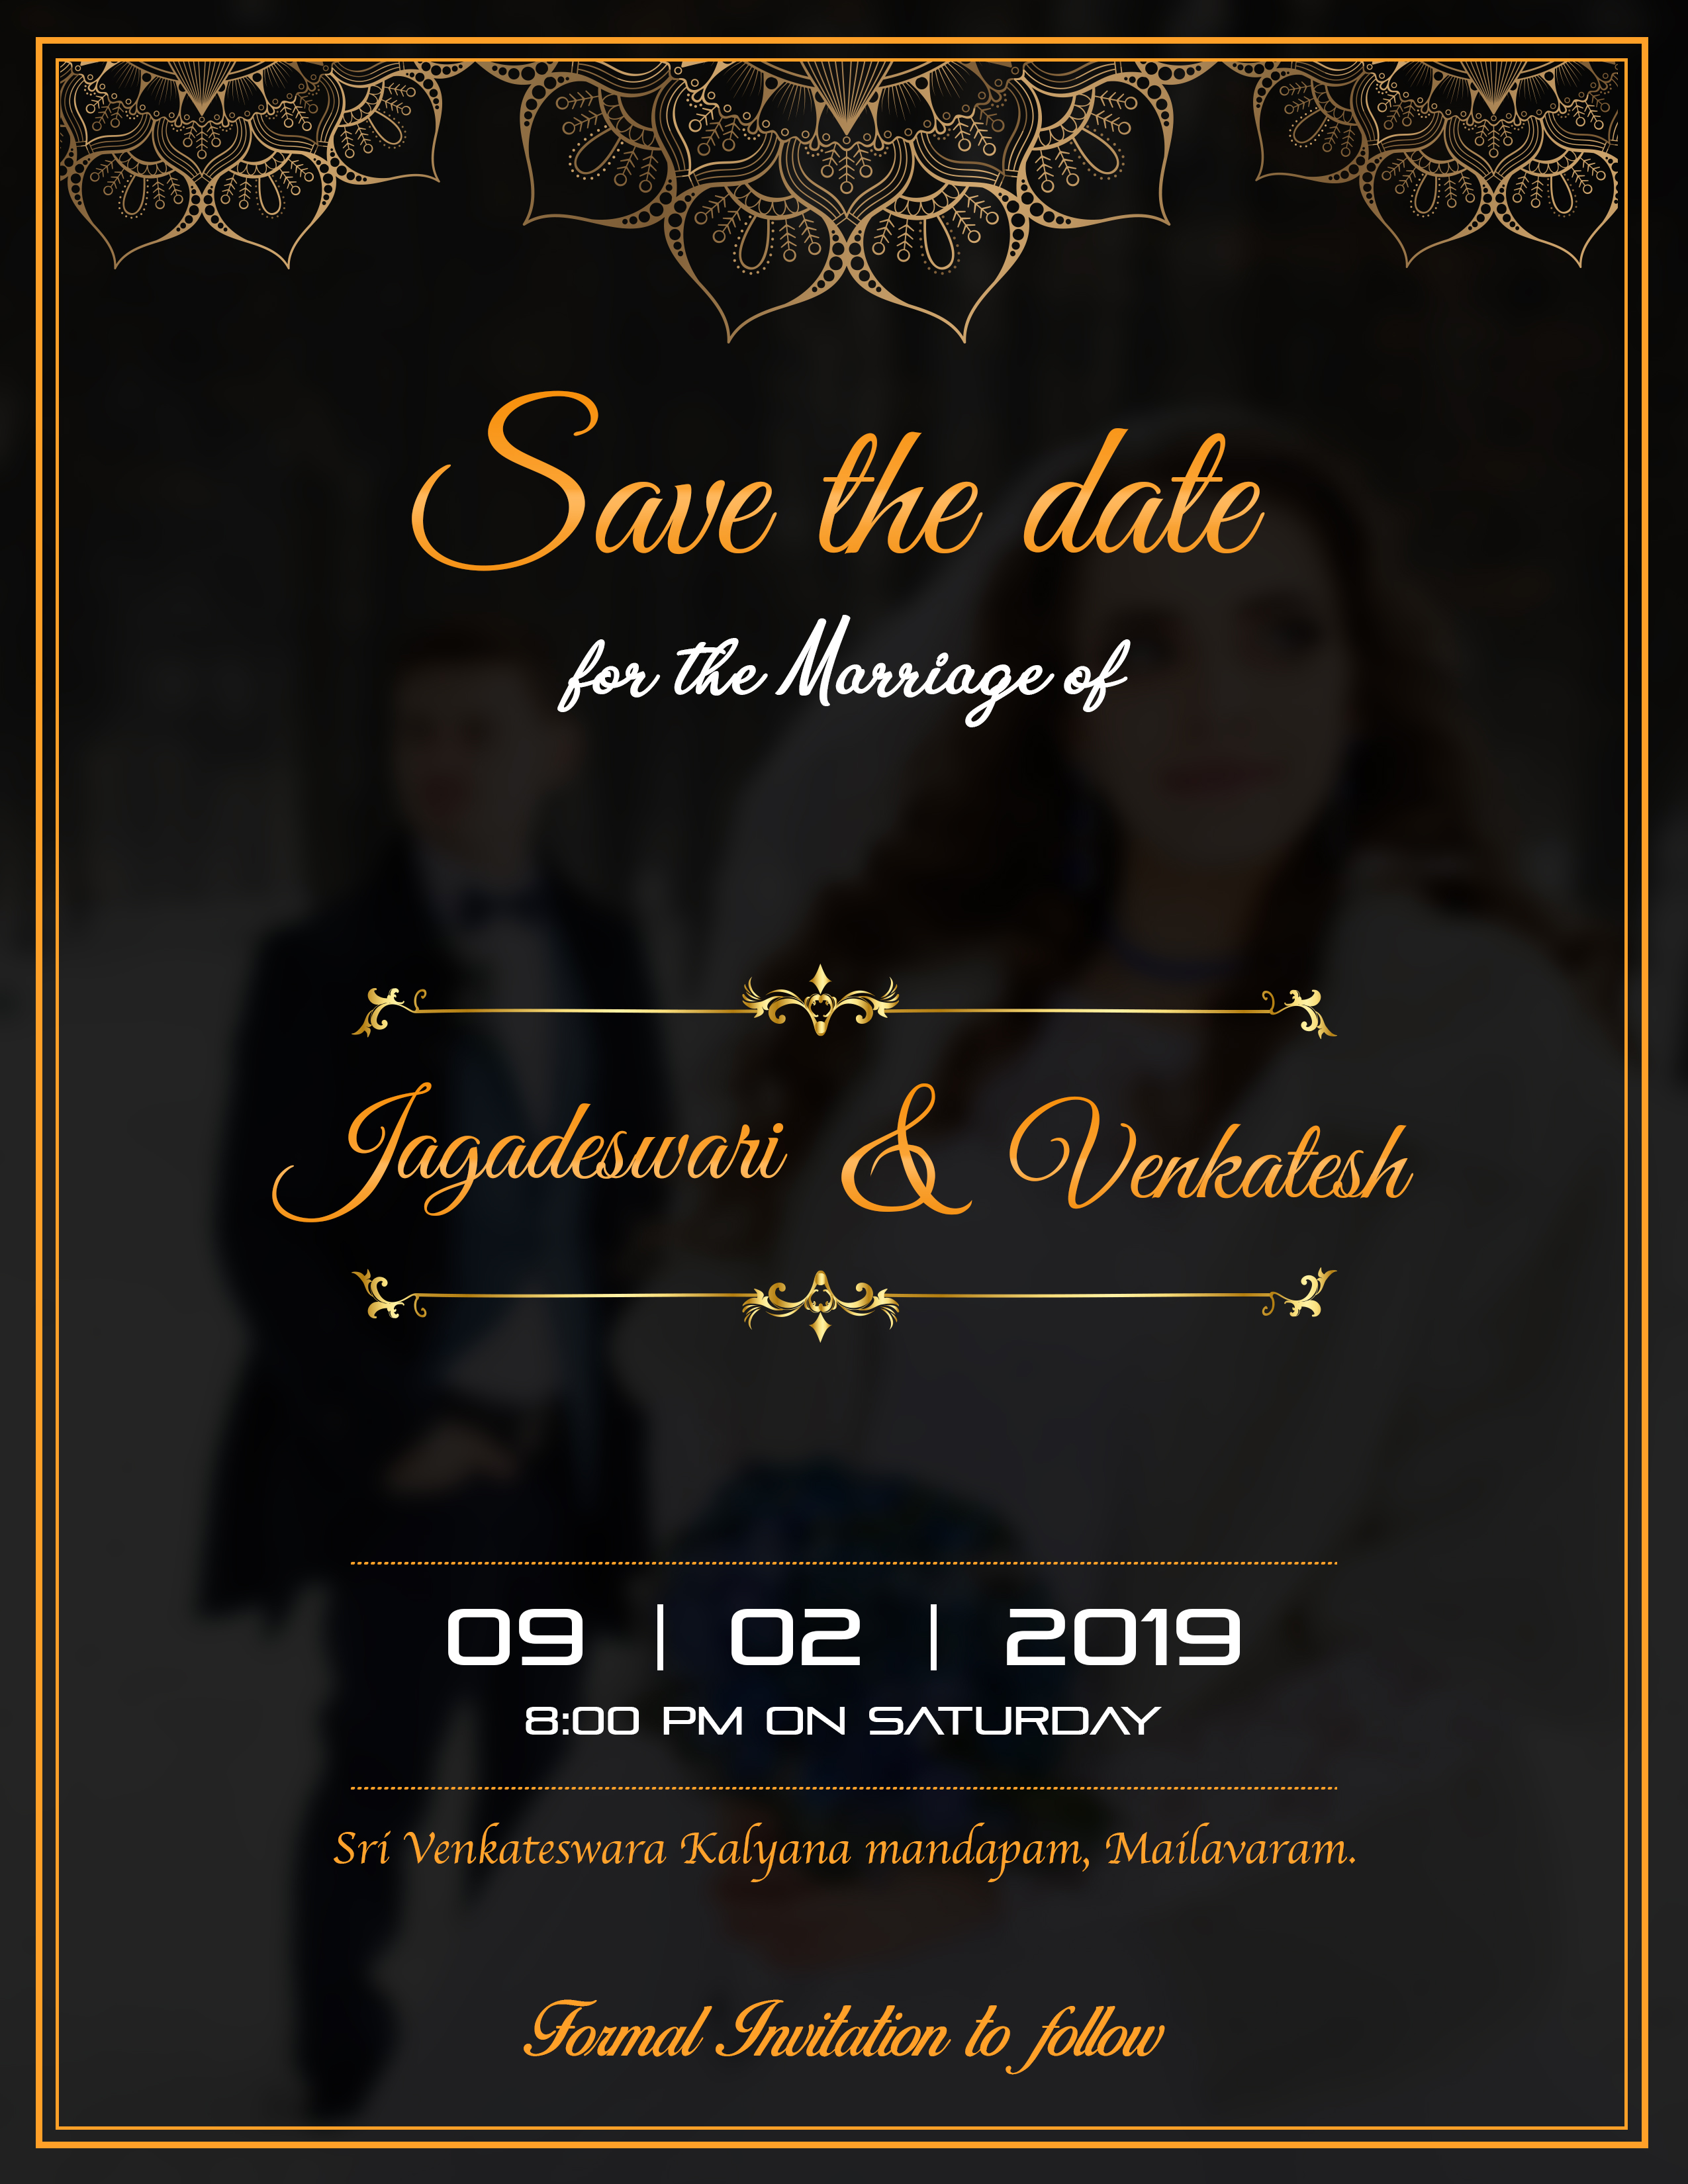 Save the date
for the Marriage of
Jagadeswari & Venkatesh
09 | 02 | 2019
8:00 PM ON SATURDAY
Sri Venkateswara Kalyana mandapam, Mailavaram.
Formal Invitation to follow